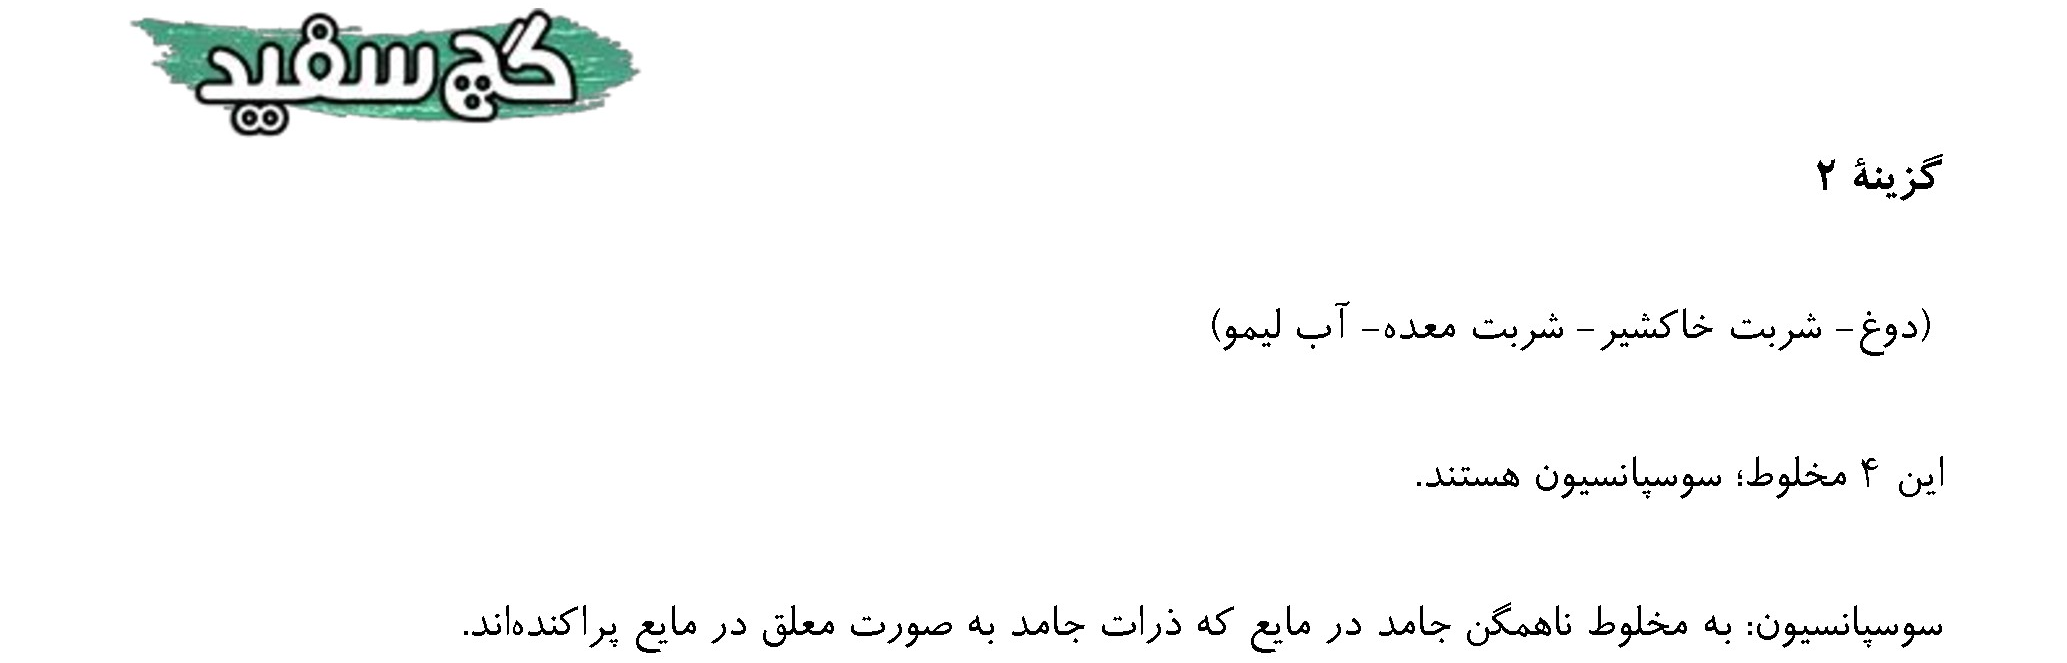 گچ سفید
گزینهٔ ۲
(دوغ- شربت خاکشیر- شربت معده- آب لیمو)
این ۴ مخلوط؛ سوسپانسیون هستند.
سوسپانسیون: به مخلوط ناهمگن جامد در مایع که ذرات جامد به صورت معلق در مایع پراکنده‌اند.